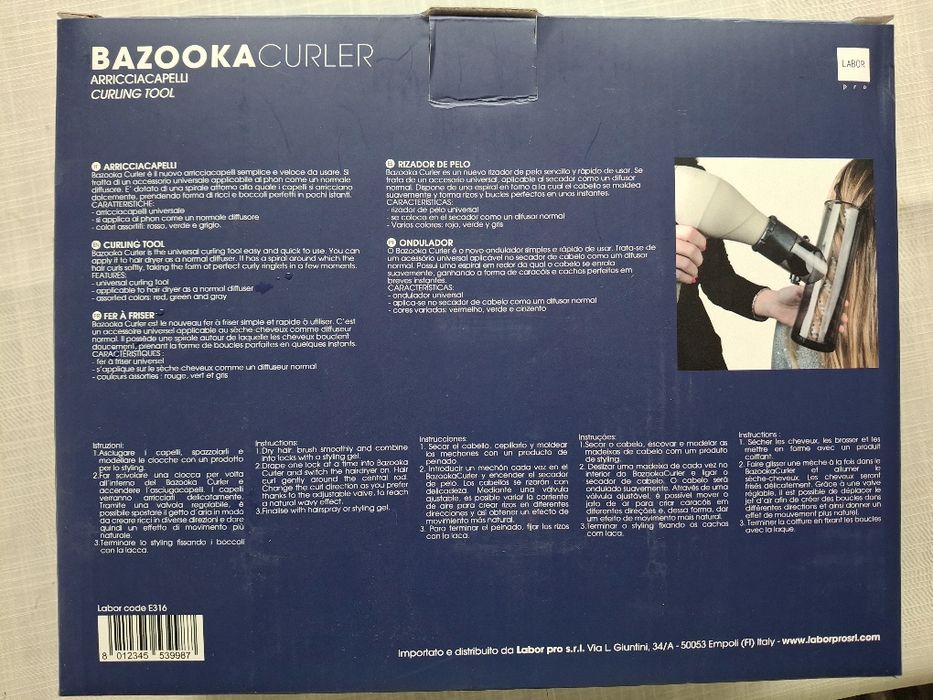 BAZOOKACURLER
ARRICCIACAPELLI
CURLING TOOL
LABOR
pro
IT ARRICCIACAPELLI
Bazooka Curler è il nuovo arricciacapelli semplice e veloce da usare. Si
tratta di un accessorio universale applicabile al phon come un normale
diffusore. E' dotato di una spirale attorno alla quale i capelli si arricciano
dolcemente, prendendo forma di ricci e boccoli perfetti in pochi istanti.
CARATTERISTICHE:
- arricciacapelli universale
- si applica al phon come un normale diffusore
- colori assortiti: rosso, verde e grigio.
EN CURLING TOOL
Bazooka Curler is the universal curling tool easy and quick to use. You can
apply it to hair dryer as a normal diffuser. It has a spiral around which the
hair curls softly, taking the form of perfect curly ringlets in a few moments.
FEATURES:
- universal curling tool
- applicable to hair dryer as a normal diffuser
- assorted colors: red, green and gray
FR FER À FRISER
Bazooka Curler est le nouveau fer à friser simple et rapide à utiliser. C'est
un accessoire universel applicable au sèche-cheveux comme diffuseur
normal. Il possède une spirale autour de laquelle les cheveux bouclent
doucement, prenant la forme de boucles parfaites en quelques instants.
CARACTÉRISTIQUES :
- fer à friser universel
- s'applique sur le sèche-cheveux comme un diffuseur normal
- couleurs assorties : rouge, vert et gris
ES RIZADOR DE PELO
Bazooka Curler es un nuevo rizador de pelo sencillo y rápido de usar. Se
trata de un accesorio universal, aplicable al secador como un difusor
normal. Dispone de una espiral en torno a la cual el cabello se moldea
suavemente y forma rizos y bucles perfectos en unos instantes.
CARACTERÍSTICAS:
- rizador de pelo universal
- se coloca en el secador como un difusor normal
- Varios colores: roja, verde y gris
PT ONDULADOR
O Bazooka Curler é o novo ondulador simples e rápido de usar. Trata-se de
um acessório universal aplicável no secador de cabelo como um difusor
normal. Possui uma espiral em redor da qual o cabelo se enrola
suavemente, ganhando a forma de caracóis e cachos perfeitos em
breves instantes.
CARACTERÍSTICAS:
- ondulador universal
- aplica-se no secador de cabelo como um difusor normal
- cores variadas: vermelho, verde e cinzento
Istruzioni:
1.Asciugare i capelli, spazzolarli e
modellare le ciocche con un prodotto
per lo styling.
2. Far scivolare una ciocca per volta
all'interno del Bazooka Curler e
accendere l'asciugacapelli. I capelli
verranno arricciati delicatamente.
Tramite una valvola regolabile, è
possibile spostare il getto d'aria in modo
da creare ricci in diverse direzioni e dare
quindi un effetto di movimento più
naturale.
3.Terminare lo styling fissando i boccoli
con la lacca.
Instructions:
1.Dry hair, brush smoothly and combine
into locks with a styling gel.
2.Drape one lock at a time into Bazooka
Curler and switch the hairdryer on. Hair
curl gently around the central rod.
Change the curl direction as you prefer
thanks to the adjustable valve, to reach
a natural wavy effect.
3.Finalise with hairspray or styling gel.
Instrucciones:
1. Secar el cabello, cepillarlo y moldear
los mechones con un producto de
peinado.
2. Introducir un mechón cada vez en el
BazookaCurler y encender el secador
de pelo. Los cabellos se rizarán con
delicadeza. Mediante una válvula
ajustable, es posible variar la corriente
de aire para crear rizos en diferentes
direcciones y así obtener un efecto de
movimiento más natural.
3. Para terminar el peinado, fijar los rizos
con la laca.
Instruções:
1.Secar o cabelo, escovar e modelar as
madeixas de cabelo com um produto
de styling.
2. Deslizar uma madeixa de cada vez no
interior do BazookaCurler e ligar o
secador de cabelo. O cabelo será
ondulado suavemente. Através de uma
válvula ajustável, é possível mover o
jato de ar para criar caracóis em
diferentes direções e, dessa forma, dar
um efeito de movimento mais natural.
3.Terminar o styling fixando os cachos
com laca.
Instructions :
1. Sécher les cheveux, les brosser et les
mettre en forme avec un produit
coiffant.
2. Faire glisser une mèche à la fois dans le
BazookaCurler et allumer le
sèche-cheveux. Les cheveux seront
frisés délicatement. Grâce à une valve
réglable, il est possible de déplacer le
jet d'air afin de créer des boucles dans
différentes directions et ainsi donner un
effet de mouvement plus naturel.
3.Terminer la coiffure en fixant les boucles
avec la laque.
Labor code E316
8 012345 539987
Importato e distribuito da Labor pro s.r.l. Via L. Giuntini, 34/A - 50053 Empoli (FI) Italy - www.laborprosrl.com